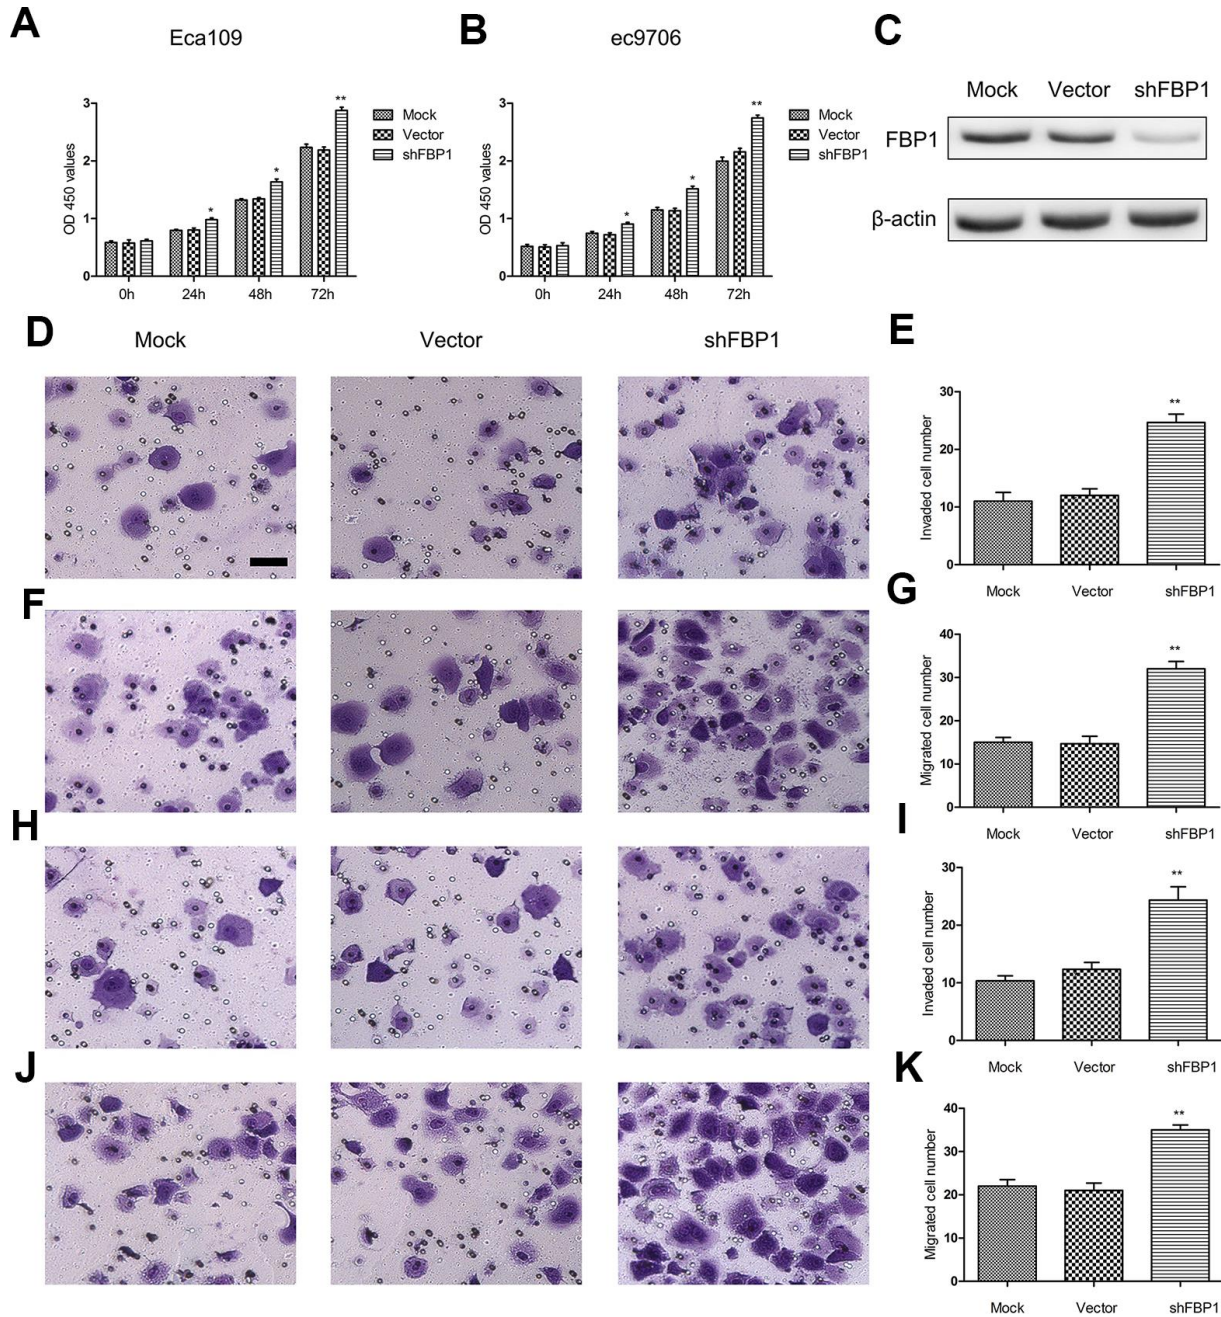 A
Eca109
3
2
1
0
OD 450 values
** 
* 
*
0h 24h 48h 72h
Mock
Vector
shFBP1
B
ec9706
3
2
1
0
OD 450 values
**
*
*
0h 24h 48h 72h
Mock
Vector
shFBP1
C
Mock Vector shFBP1
FBP1
β-actin
D
Mock Vector shFBP1
E
30
20
10
0
Invaded cell number
**
Mock Vector shFBP1
F
G
40
30
20
10
0
Migrated cell number
**
Mock Vector shFBP1
H
I
30
20
10
0
Invaded cell number
**
Mock Vector shFBP1
J
K
40
30
20
10
0
Migrated cell number
**
Mock Vector shFBP1